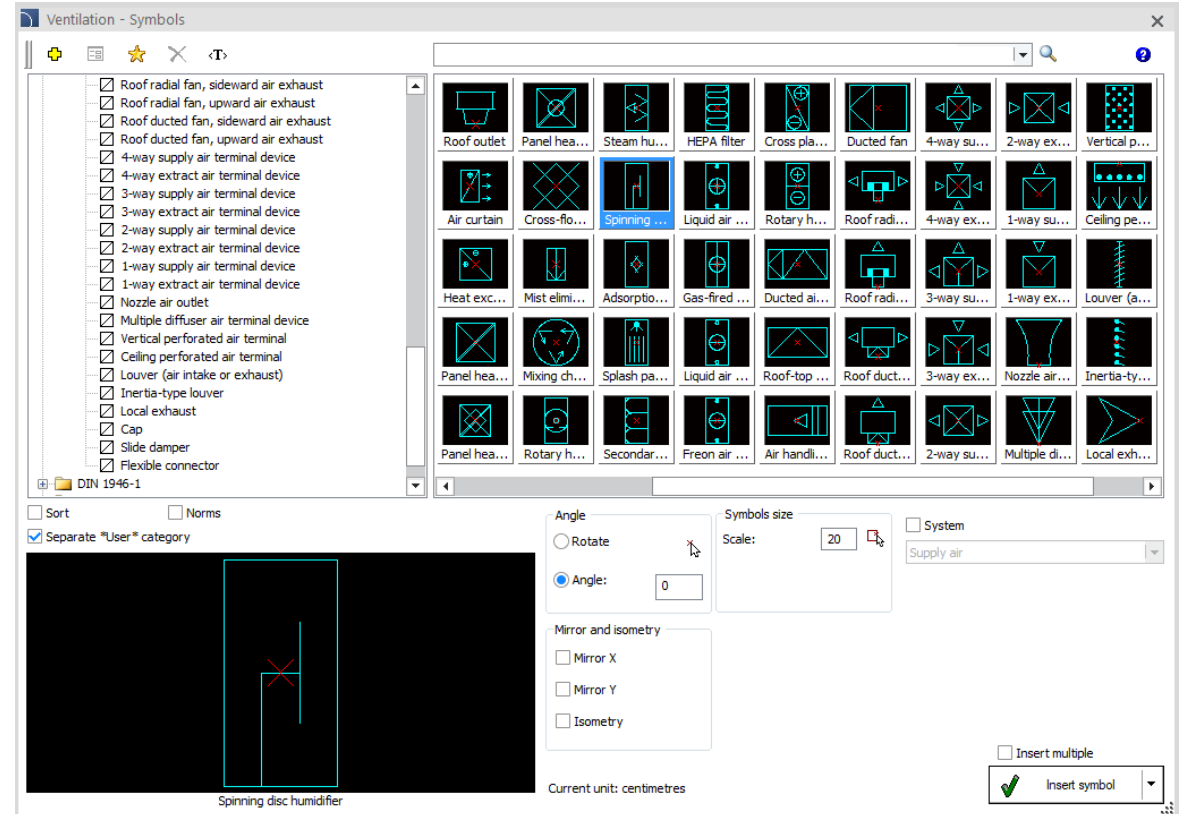 Ventilation - Symbols
<T>
Roof radial fan, sideward air exhaust
Roof radial fan, upward air exhaust
Roof ducted fan, sideward air exhaust
Roof ducted fan, upward air exhaust
4-way supply air terminal device
4-way extract air terminal device
3-way supply air terminal device
3-way extract air terminal device
2-way supply air terminal device
2-way extract air terminal device
1-way supply air terminal device
1-way extract air terminal device
Nozzle air outlet
Multiple diffuser air terminal device
Vertical perforated air terminal
Ceiling perforated air terminal
Louver (air intake or exhaust)
Inertia-type louver
Local exhaust
Cap
Slide damper
Flexible connector
DIN 1946-1
Roof outlet Panel hea... Steam hu... HEPA filter Cross pla... Ducted fan 4-way su... 2-way ex... Vertical p...
Air curtain Cross-flo... Spinning ... Liquid air ... Rotary h... Roof radi... 4-way ex... 1-way su... Ceiling pe...
Heat exc... Mist elimi... Adsorptio... Gas-fired ... Ducted ai... Roof radi... 3-way su... 1-way ex... Louver (a...
Panel hea... Mixing ch... Splash pa... Liquid air ... Roof-top ... Roof duct... 3-way ex... Nozzle air... Inertia-ty...
Panel hea... Rotary h... Secondar... Freon air ... Air handli... Roof duct... 2-way su... Multiple di... Local exh...
Sort Norms
Separate *User* category
Spinning disc humidifier
Angle
Rotate
Angle: 0
Symbols size
Scale: 20
System
Supply air
Mirror and isometry
Mirror X
Mirror Y
Isometry
Current unit: centimetres
Insert multiple
Insert symbol